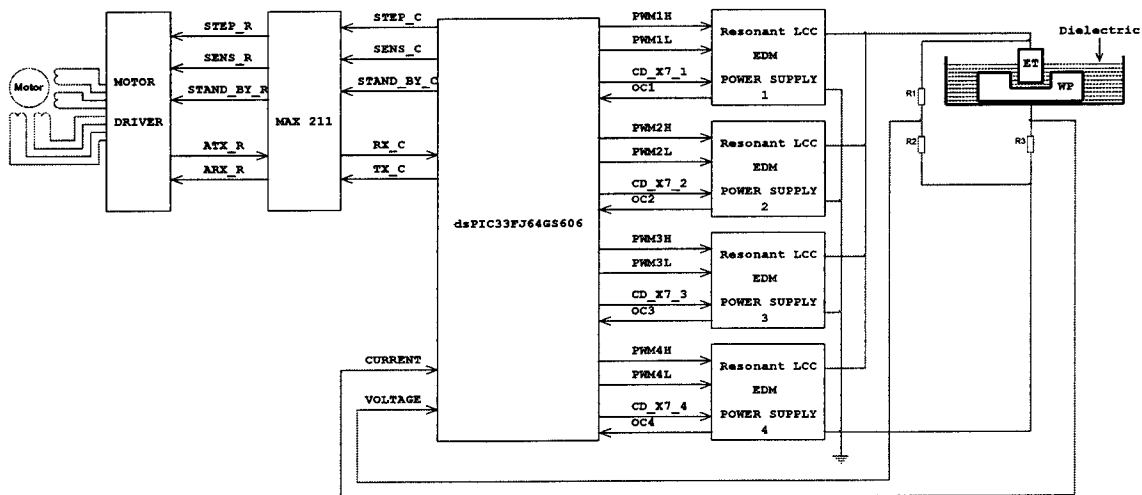 Motor
MOTOR
DRIVER
STEP_R
SENS_R
STAND_BY_R
ATX_R
ARX_R
MAX 211
STEP_C
SENS_C
STAND_BY_C
RX_C
TX_C
dsPIC33FJ64GS606
CURRENT
VOLTAGE
PWM1H
PWM1L
CD_X7_1
OC1
Resonant LCC
EDM
POWER SUPPLY
1
PWM2H
PWM2L
CD_X7_2
OC2
Resonant LCC
EDM
POWER SUPPLY
2
PWM3H
PWM3L
CD_X7_3
OC3
Resonant LCC
EDM
POWER SUPPLY
3
PWM4H
PWM4L
CD_X7_4
OC4
Resonant LCC
EDM
POWER SUPPLY
4
Dielectric
ET
WP
R1
R2
R3